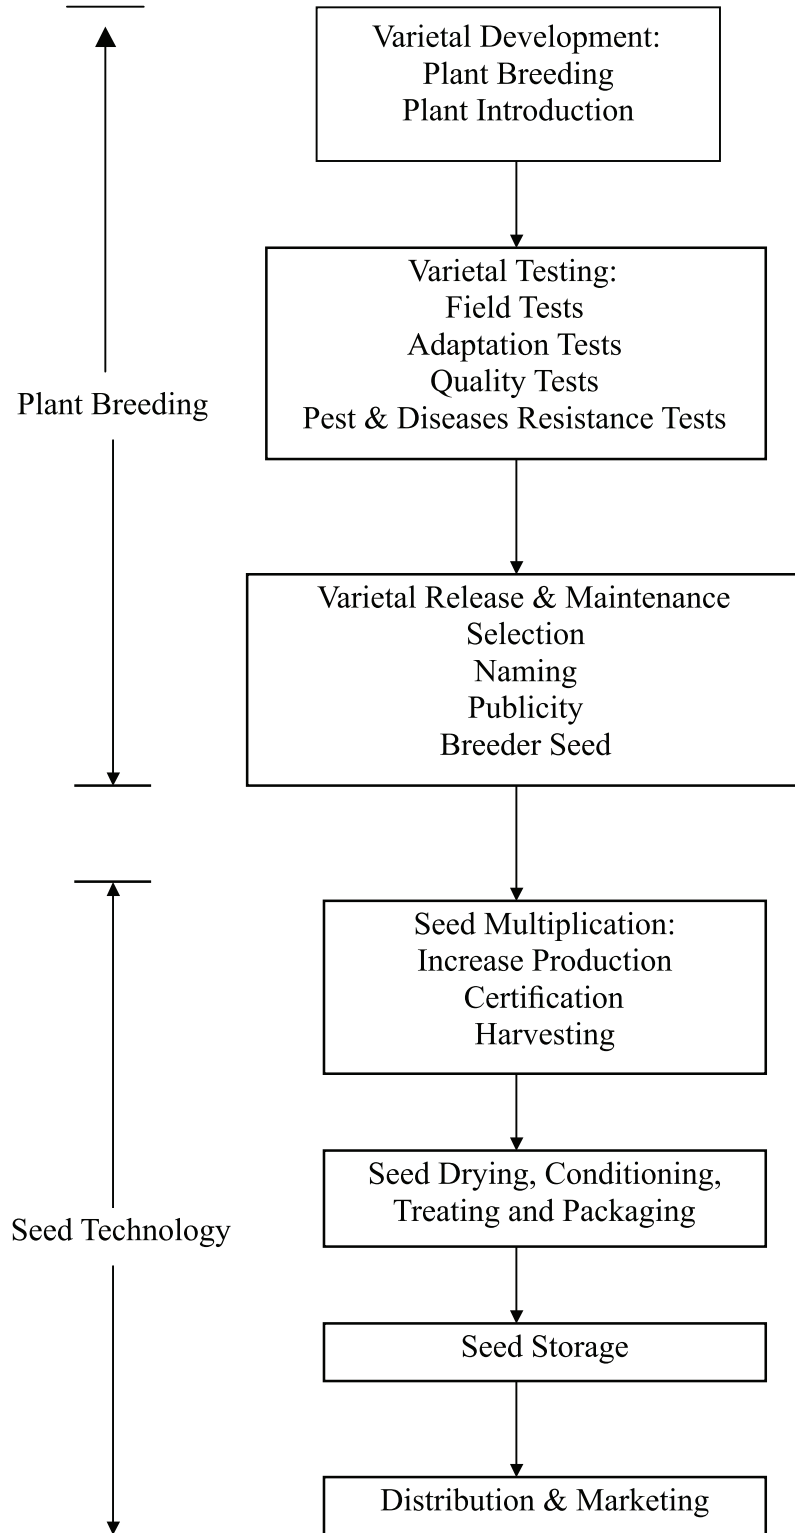 Varietal Development:
Plant Breeding
Plant Introduction
Varietal Testing:
Field Tests
Adaptation Tests
Quality Tests
Pest & Diseases Resistance Tests
Plant Breeding
Varietal Release & Maintenance
Selection
Naming
Publicity
Breeder Seed
Seed Multiplication:
Increase Production
Certification
Harvesting
Seed Drying, Conditioning,
Treating and Packaging
Seed Technology
Seed Storage
Distribution & Marketing